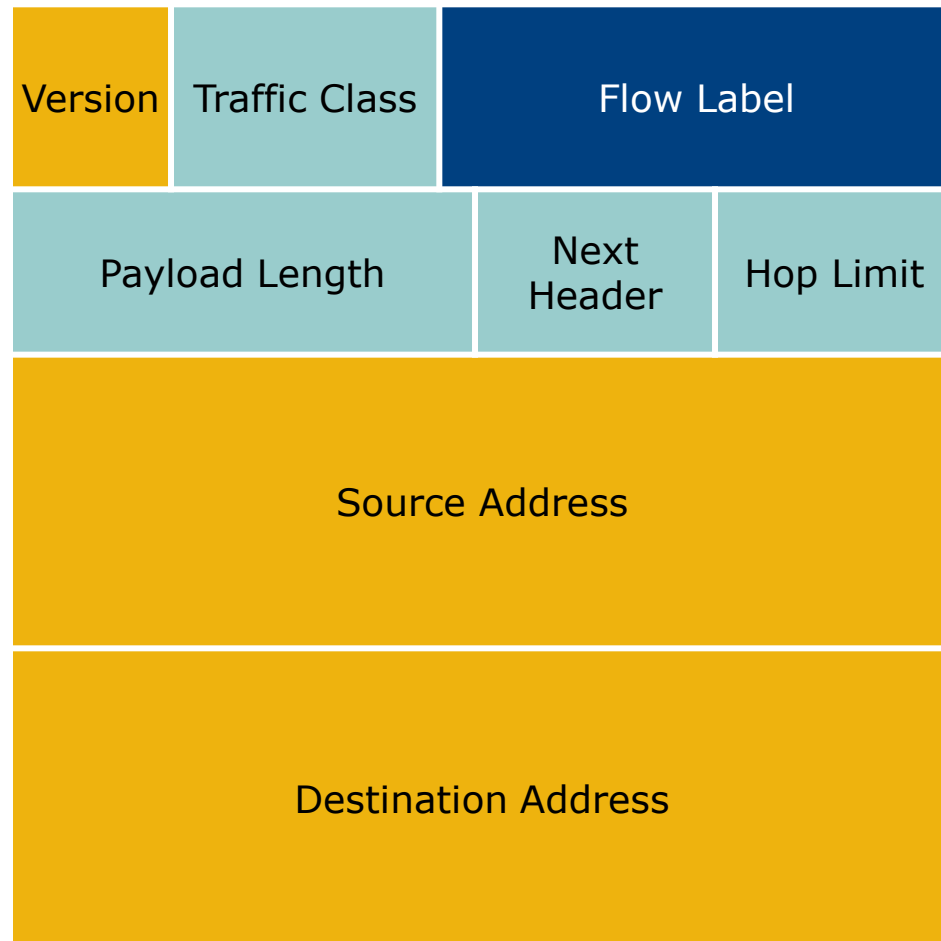 Version
Traffic Class
Flow Label
Payload Length
Next
Header
Hop Limit
Source Address
Destination Address